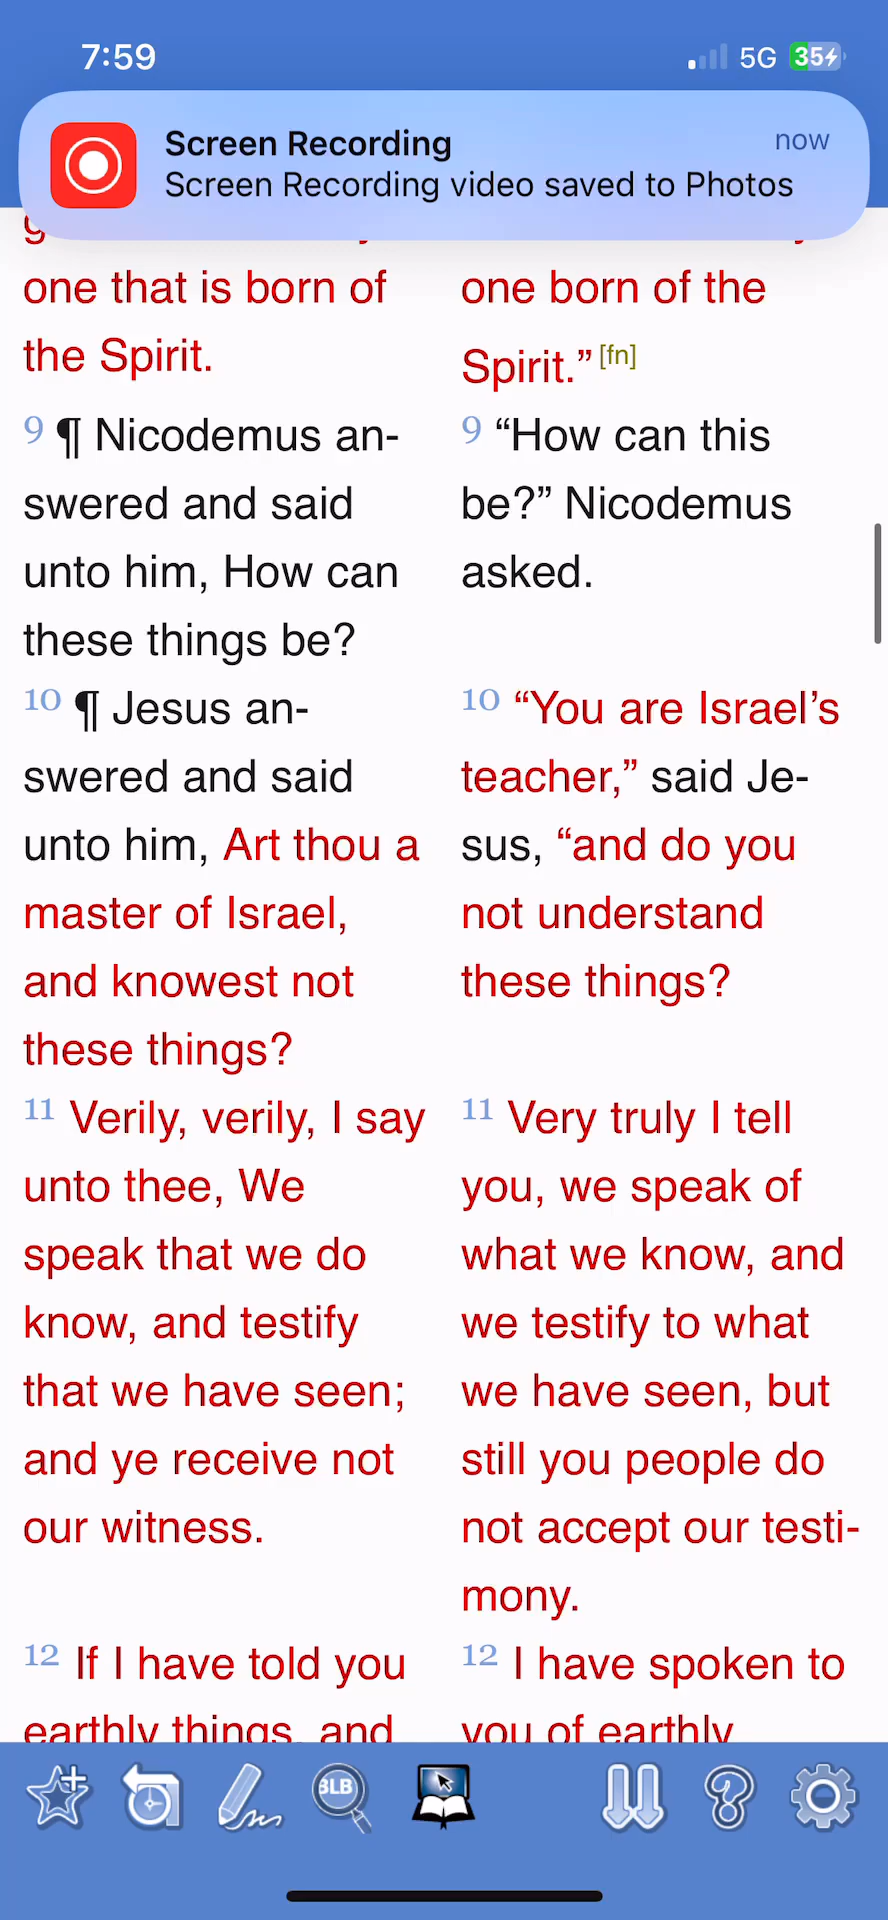 7:59
5G 35
Screen Recording
now
Screen Recording video saved to Photos
one that is born of
the Spirit.
9 ¶ Nicodemus an-
swered and said
unto him, How can
these things be?
10 ¶ Jesus an-
swered and said
unto him, Art thou a
master of Israel,
and knowest not
these things?
11 Verily, verily, I say
unto thee, We
speak that we do
know, and testify
that we have seen;
and ye receive not
our witness.
12 If I have told you
earthly things, and
one born of the
Spirit.” [fn]
9 “How can this
be?” Nicodemus
asked.
10 “You are Israel’s
teacher,” said Je-
sus, “and do you
not understand
these things?
11 Very truly I tell
you, we speak of
what we know, and
we testify to what
we have seen, but
still you people do
not accept our testi-
mony.
12 I have spoken to
you of earthly
BLB